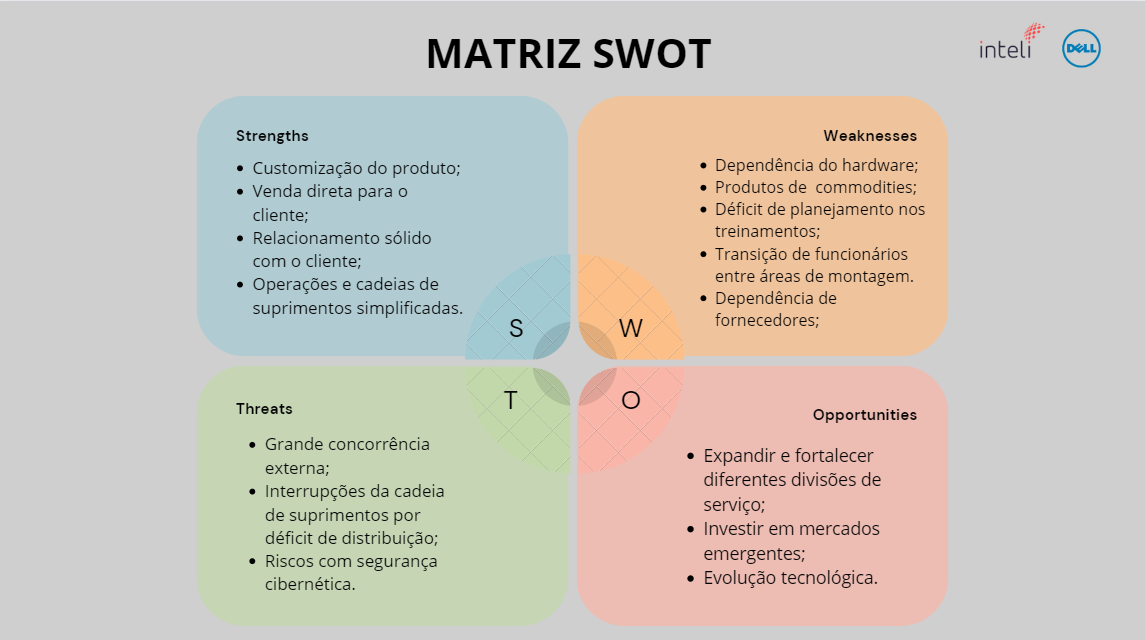 MATRIZ SWOT
inteli
DELL
Strengths
• Customização do produto;
• Venda direta para o
cliente;
• Relacionamento sólido
com o cliente;
• Operações e cadeias de
suprimentos simplificadas.
Weaknesses
• Dependência do hardware;
• Produtos de commodities;
• Déficit de planejamento nos
treinamentos;
• Transição de funcionários
entre áreas de montagem.
• Dependência de
fornecedores;
S
W
T
O
Threats
• Grande concorrência
externa;
• Interrupções da cadeia
de suprimentos por
déficit de distribuição;
• Riscos com segurança
cibernética.
Opportunities
• Expandir e fortalecer
diferentes divisões de
serviço;
• Investir em mercados
emergentes;
• Evolução tecnológica.